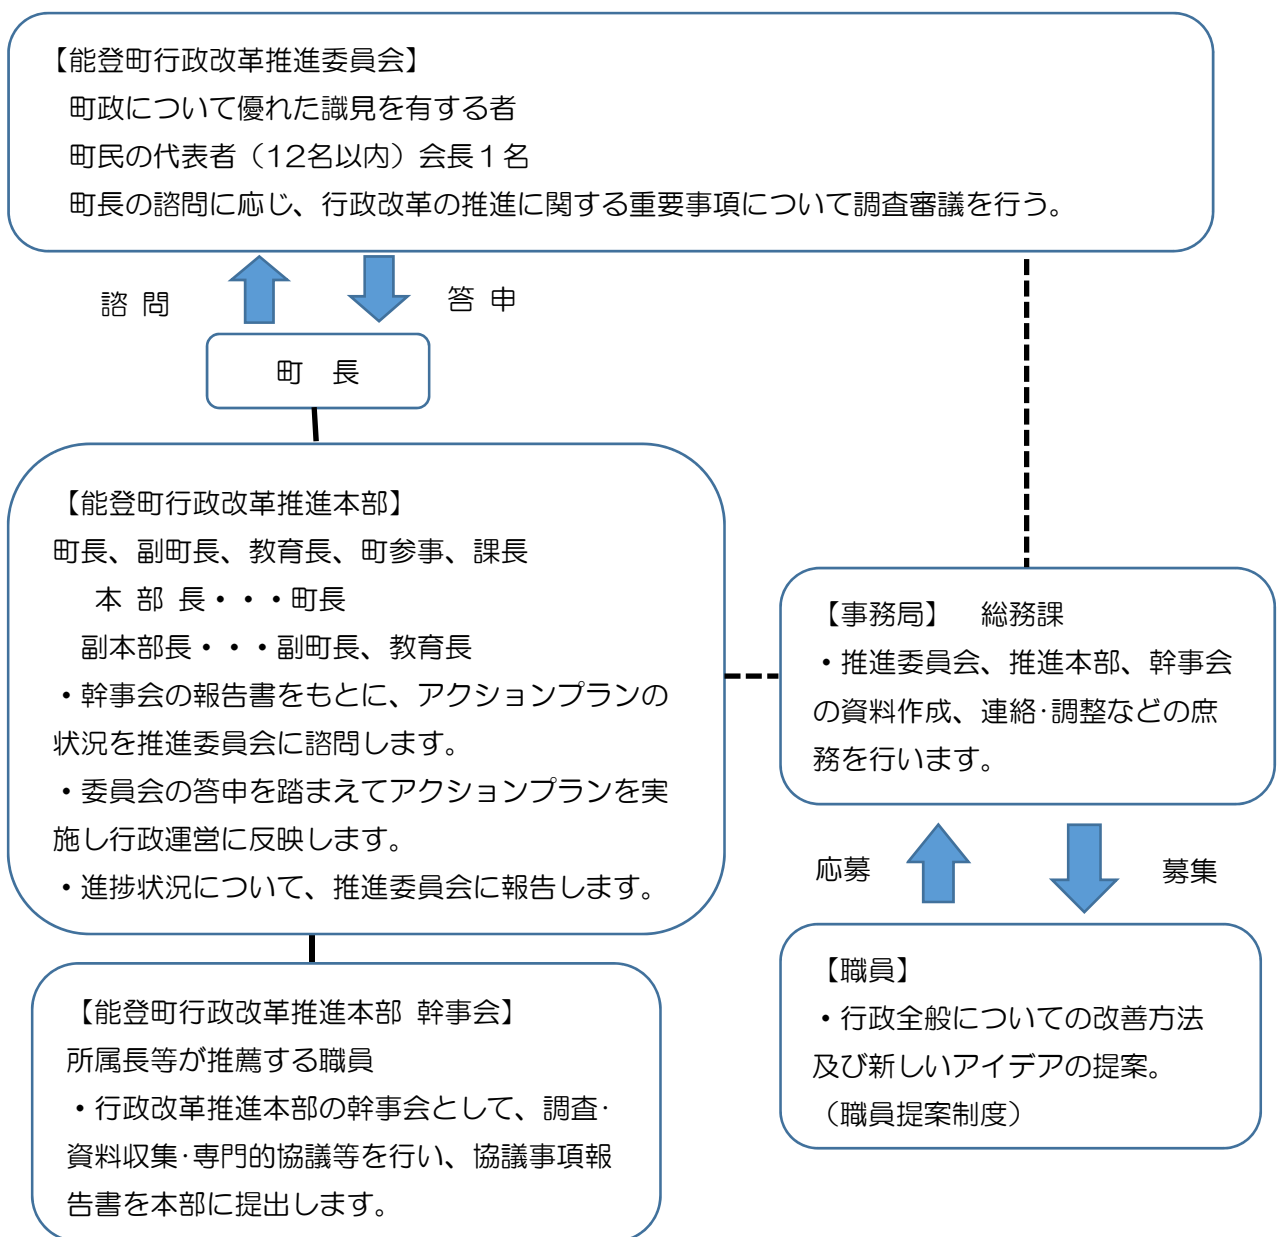 【能登町行政改革推進委員会】
町政について優れた識見を有する者
町民の代表者（12名以内）会長１名
町長の諮問に応じ、行政改革の推進に関する重要事項について調査審議を行う。
諮 問
答 申
町　長
【能登町行政改革推進本部】
町長、副町長、教育長、町参事、課長
本 部 長・・・町長
副本部長・・・副町長、教育長
・幹事会の報告書をもとに、アクションプランの
状況を推進委員会に諮問します。
・委員会の答申を踏まえてアクションプランを実
施し行政運営に反映します。
・進捗状況について、推進委員会に報告します。
【事務局】　総務課
・推進委員会、推進本部、幹事会
の資料作成、連絡･調整などの庶
務を行います。
応募
募集
【職員】
・行政全般についての改善方法
及び新しいアイデアの提案。
（職員提案制度）
【能登町行政改革推進本部 幹事会】
所属長等が推薦する職員
・行政改革推進本部の幹事会として、調査･
資料収集･専門的協議等を行い、協議事項報
告書を本部に提出します。